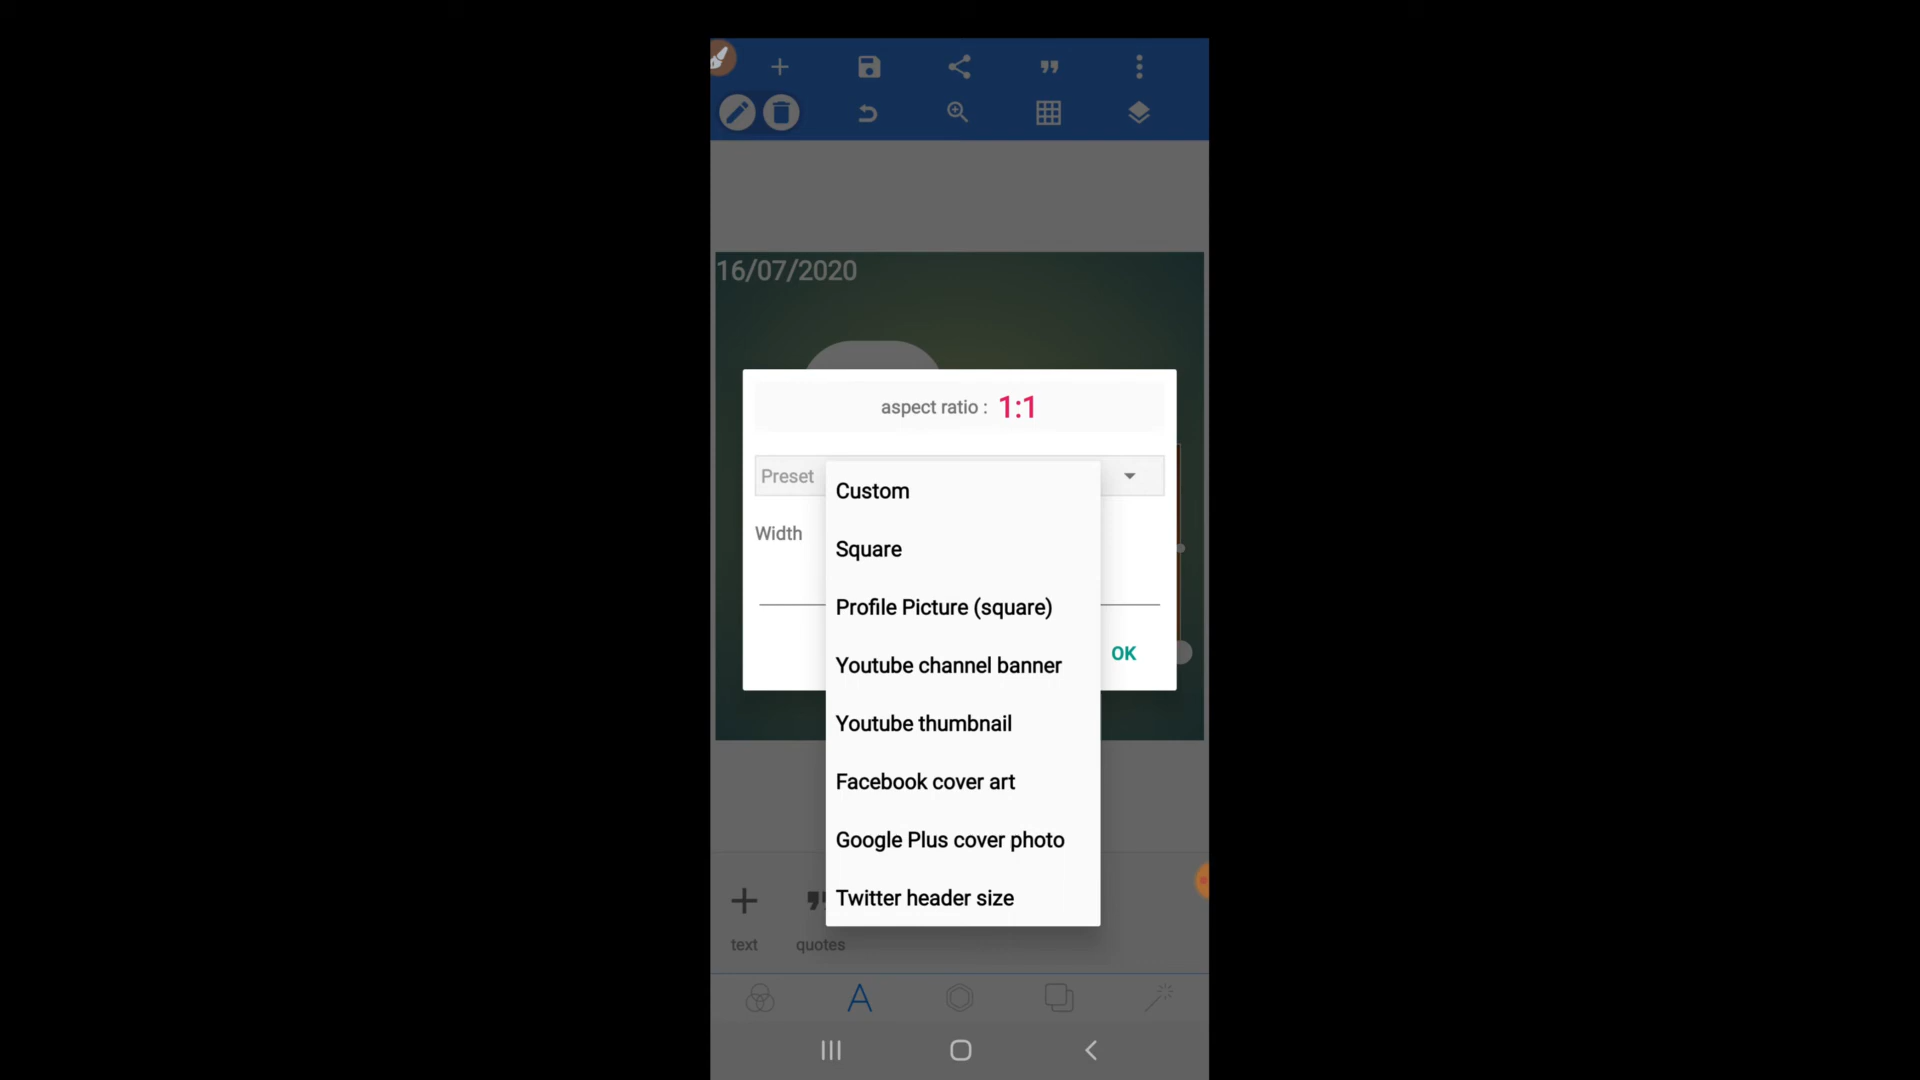 16/07/2020
aspect ratio : 1:1
Preset
Custom
Width
Square
Profile Picture (square)
Youtube channel banner
OK
Youtube thumbnail
Facebook cover art
Google Plus cover photo
Twitter header size
text
quotes